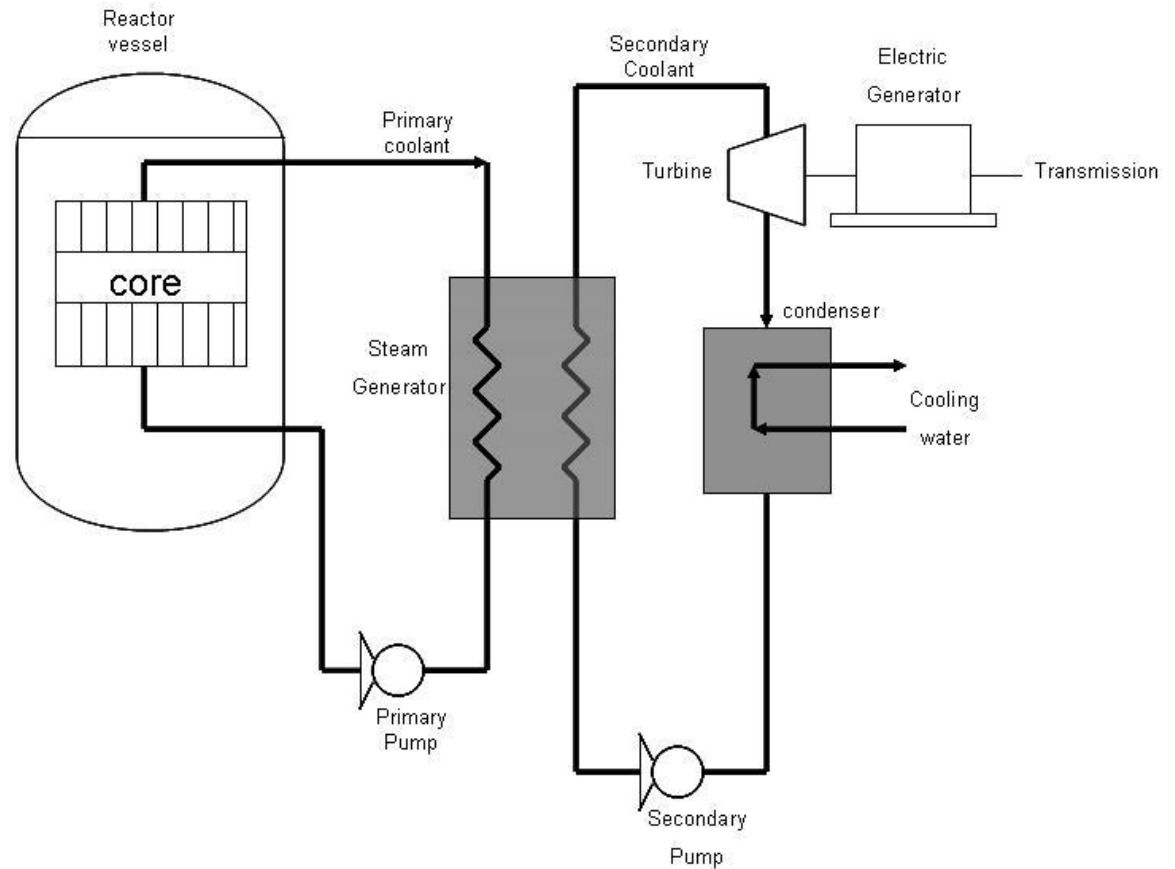 Reactor
vessel
Secondary
Coolant
Electric
Generator
Primary
coolant
Turbine
Transmission
core
condenser
Steam
Generator
Cooling
water
Primary
Pump
Secondary
Pump